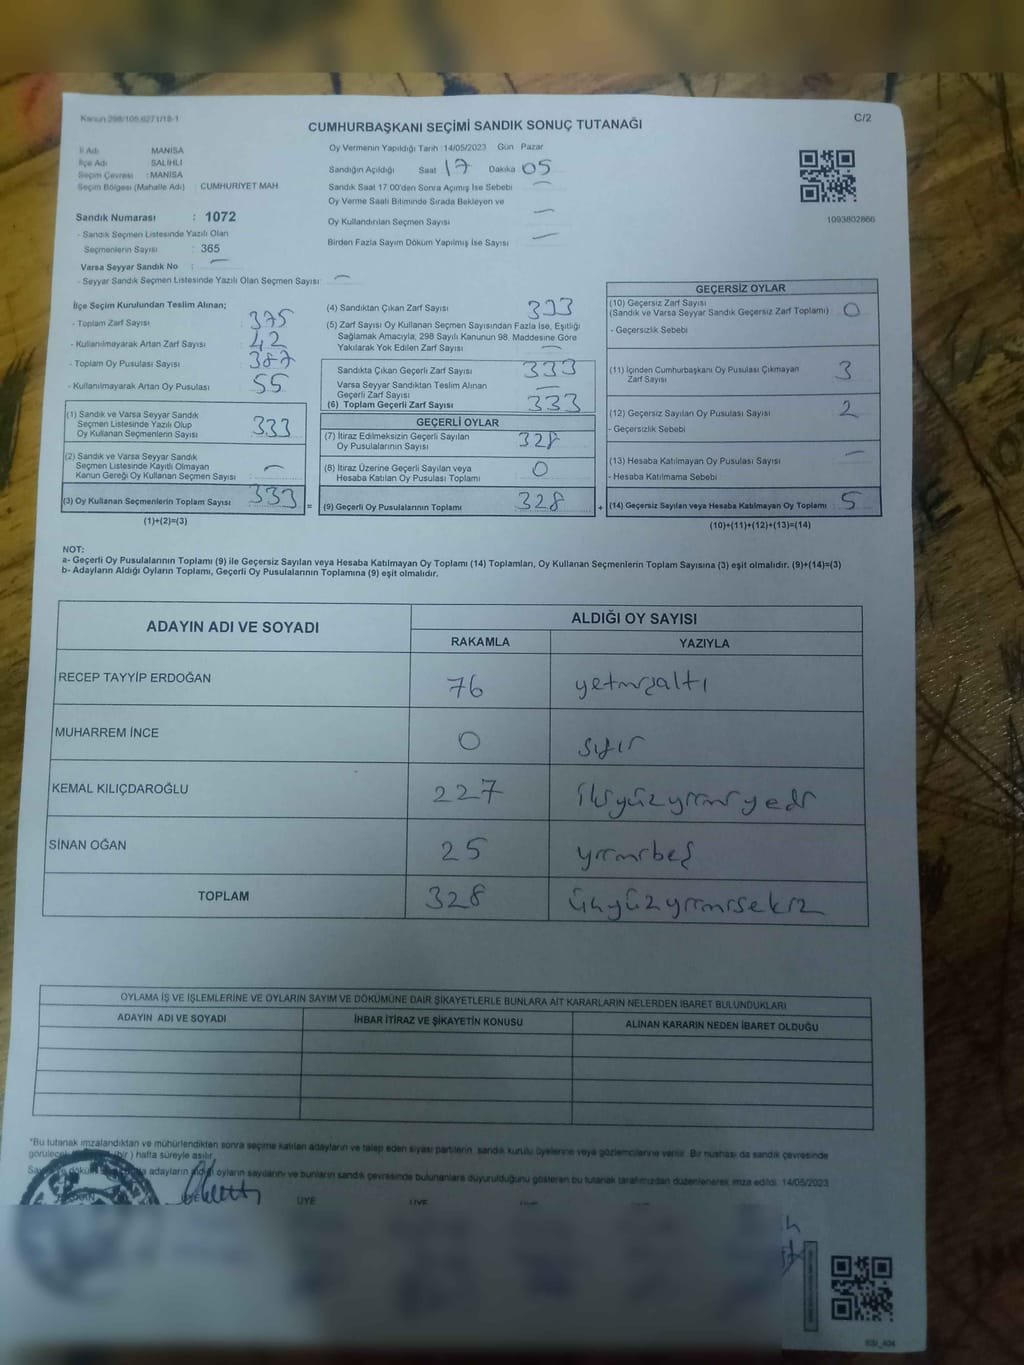 Kanun 298/105,6271/18-1
C/2
CUMHURBAŞKANI SEÇİMİ SANDIK SONUÇ TUTANAĞI
İl Adı MANİSA
İlçe Adı SALİHLİ
Seçim Çevresi : MANİSA
Seçim Bölgesi (Mahalle Adı) : CUMHURİYET MAH.
Sandık Numarası : 1072
- Sandık Seçmen Listesinde Yazılı Olan
Seçmenlerin Sayısı : 365
Varsa Seyyar Sandık No : —
- Seyyar Sandık Seçmen Listesinde Yazılı Olan Seçmen Sayısı : —
Oy Vermenin Yapıldığı Tarih : 14/05/2023 Gün : Pazar
Sandığın Açıldığı Saat 17 Dakika 05
Sandık Saat 17.00'den Sonra Açımış İse Sebebi —
Oy Verme Saati Bitiminde Sırada Bekleyen ve
Oy Kullandırılan Seçmen Sayısı —
Birden Fazla Sayım Döküm Yapılmış İse Sayısı —
1093802866
İlçe Seçim Kurulundan Teslim Alınan;
- Toplam Zarf Sayısı 375
- Kullanılmayarak Artan Zarf Sayısı 42
- Toplam Oy Pusulası Sayısı 387
- Kullanılmayarak Artan Oy Pusulası 55
(1) Sandık ve Varsa Seyyar Sandık
Seçmen Listesinde Yazılı Olup
Oy Kullanan Seçmenlerin Sayısı 333
(2) Sandık ve Varsa Seyyar Sandık
Seçmen Listesinde Kayıtlı Olmayan
Kanun Gereği Oy Kullanan Seçmen Sayısı —
(3) Oy Kullanan Seçmenlerin Toplam Sayısı 333
(1)+(2)=(3)
(4) Sandıktan Çıkan Zarf Sayısı 333
(5) Zarf Sayısı Oy Kullanan Seçmen Sayısından Fazla İse, Eşitliği
Sağlamak Amacıyla; 298 Sayılı Kanunun 98. Maddesine Göre
Yakılarak Yok Edilen Zarf Sayısı —
Sandıkta Çıkan Geçerli Zarf Sayısı 333
Varsa Seyyar Sandıktan Teslim Alınan
Geçerli Zarf Sayısı —
(6) Toplam Geçerli Zarf Sayısı 333
GEÇERLİ OYLAR
(7) İtiraz Edilmeksizin Geçerli Sayılan
Oy Pusulalarının Sayısı 328
(8) İtiraz Üzerine Geçerli Sayılan veya
Hesaba Katılan Oy Pusulası Toplamı 0
= (9) Geçerli Oy Pusulalarının Toplamı 328
GEÇERSİZ OYLAR
(10) Geçersiz Zarf Sayısı
(Sandık ve Varsa Seyyar Sandık Geçersiz Zarf Toplamı) 0
- Geçersizlik Sebebi
(11) İçinden Cumhurbaşkanı Oy Pusulası Çıkmayan
Zarf Sayısı 3
(12) Geçersiz Sayılan Oy Pusulası Sayısı 2
- Geçersizlik Sebebi
(13) Hesaba Katılmayan Oy Pusulası Sayısı —
- Hesaba Katılmama Sebebi
+ (14) Geçersiz Sayılan veya Hesaba Katılmayan Oy Toplamı 5
(10)+(11)+(12)+(13)=(14)
NOT:
a- Geçerli Oy Pusulalarının Toplamı (9) ile Geçersiz Sayılan veya Hesaba Katılmayan Oy Toplamı (14) Toplamları, Oy Kullanan Seçmenlerin Toplam Sayısına (3) eşit olmalıdır. (9)+(14)=(3)
b- Adayların Aldığı Oyların Toplamı, Geçerli Oy Pusulalarının Toplamına (9) eşit olmalıdır.
ADAYIN ADI VE SOYADI ALDIĞI OY SAYISI
RAKAMLA YAZIYLA
RECEP TAYYİP ERDOĞAN 76 yetmişaltı
MUHARREM İNCE 0 sıfır
KEMAL KILIÇDAROĞLU 227 ikiyüzyirmiyedi
SİNAN OĞAN 25 yirmibeş
TOPLAM 328 üçyüzyirmisekiz
OYLAMA İŞ VE İŞLEMLERİNE VE OYLARIN SAYIM VE DÖKÜMÜNE DAİR ŞİKAYETLERLE BUNLARA AİT KARARLARIN NELERDEN İBARET BULUNDUKLARI
ADAYIN ADI VE SOYADI İHBAR İTİRAZ VE ŞİKAYETİN KONUSU ALINAN KARARIN NEDEN İBARET OLDUĞU
"Bu tutanak imzalandıktan ve mühürlendikten sonra seçime katılan adayların ve talep eden siyasi partilerin sandık kurulu üyelerine veya gözlemcilerine verilir. Bir nüshası da sandık çevresinde
görülecek (bir) hafta süreyle asılır.
adayların aldığı oyların sayılarını ve bunların sandık çevresinde bulunanlara duyurulduğunu gösteren bu tutanak tarafımızdan düzenlenerek imza edildi. 14/05/2023
ÜYE ÜYE